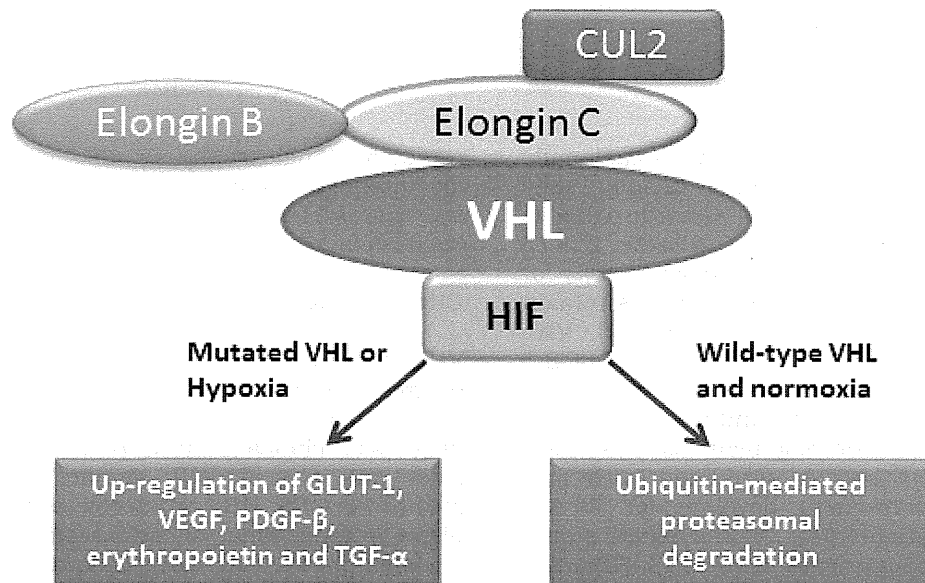 CUL2
Elongin B
Elongin C
VHL
HIF
Mutated VHL or
Hypoxia
Wild-type VHL
and normoxia
Up-regulation of GLUT-1,
VEGF, PDGF-β,
erythropoietin and TGF-α
Ubiquitin-mediated
proteasomal
degradation